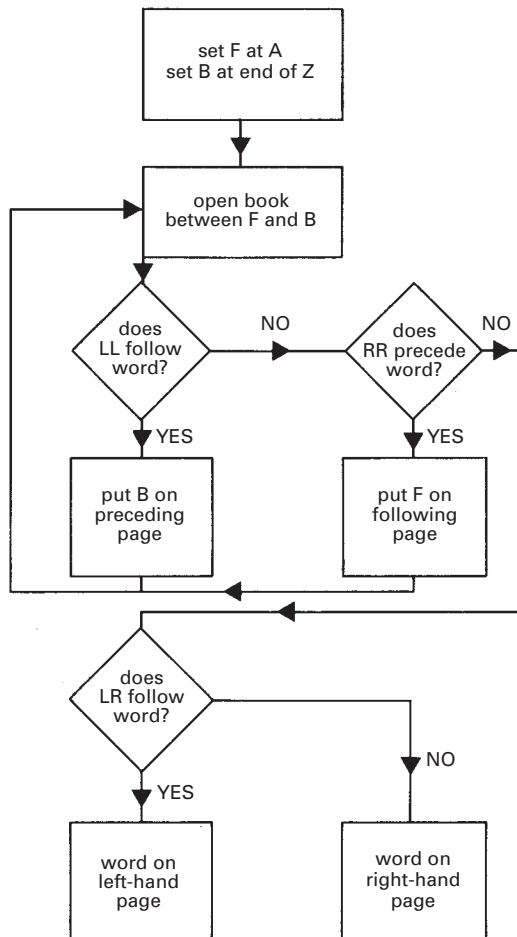 set F at A
set B at end of Z
open book
between F and B
does
LL follow
word?
NO
does
RR precede
word?
NO
YES
YES
put B on
preceding
page
put F on
following
page
does
LR follow
word?
NO
YES
word on
left-hand
page
word on
right-hand
page